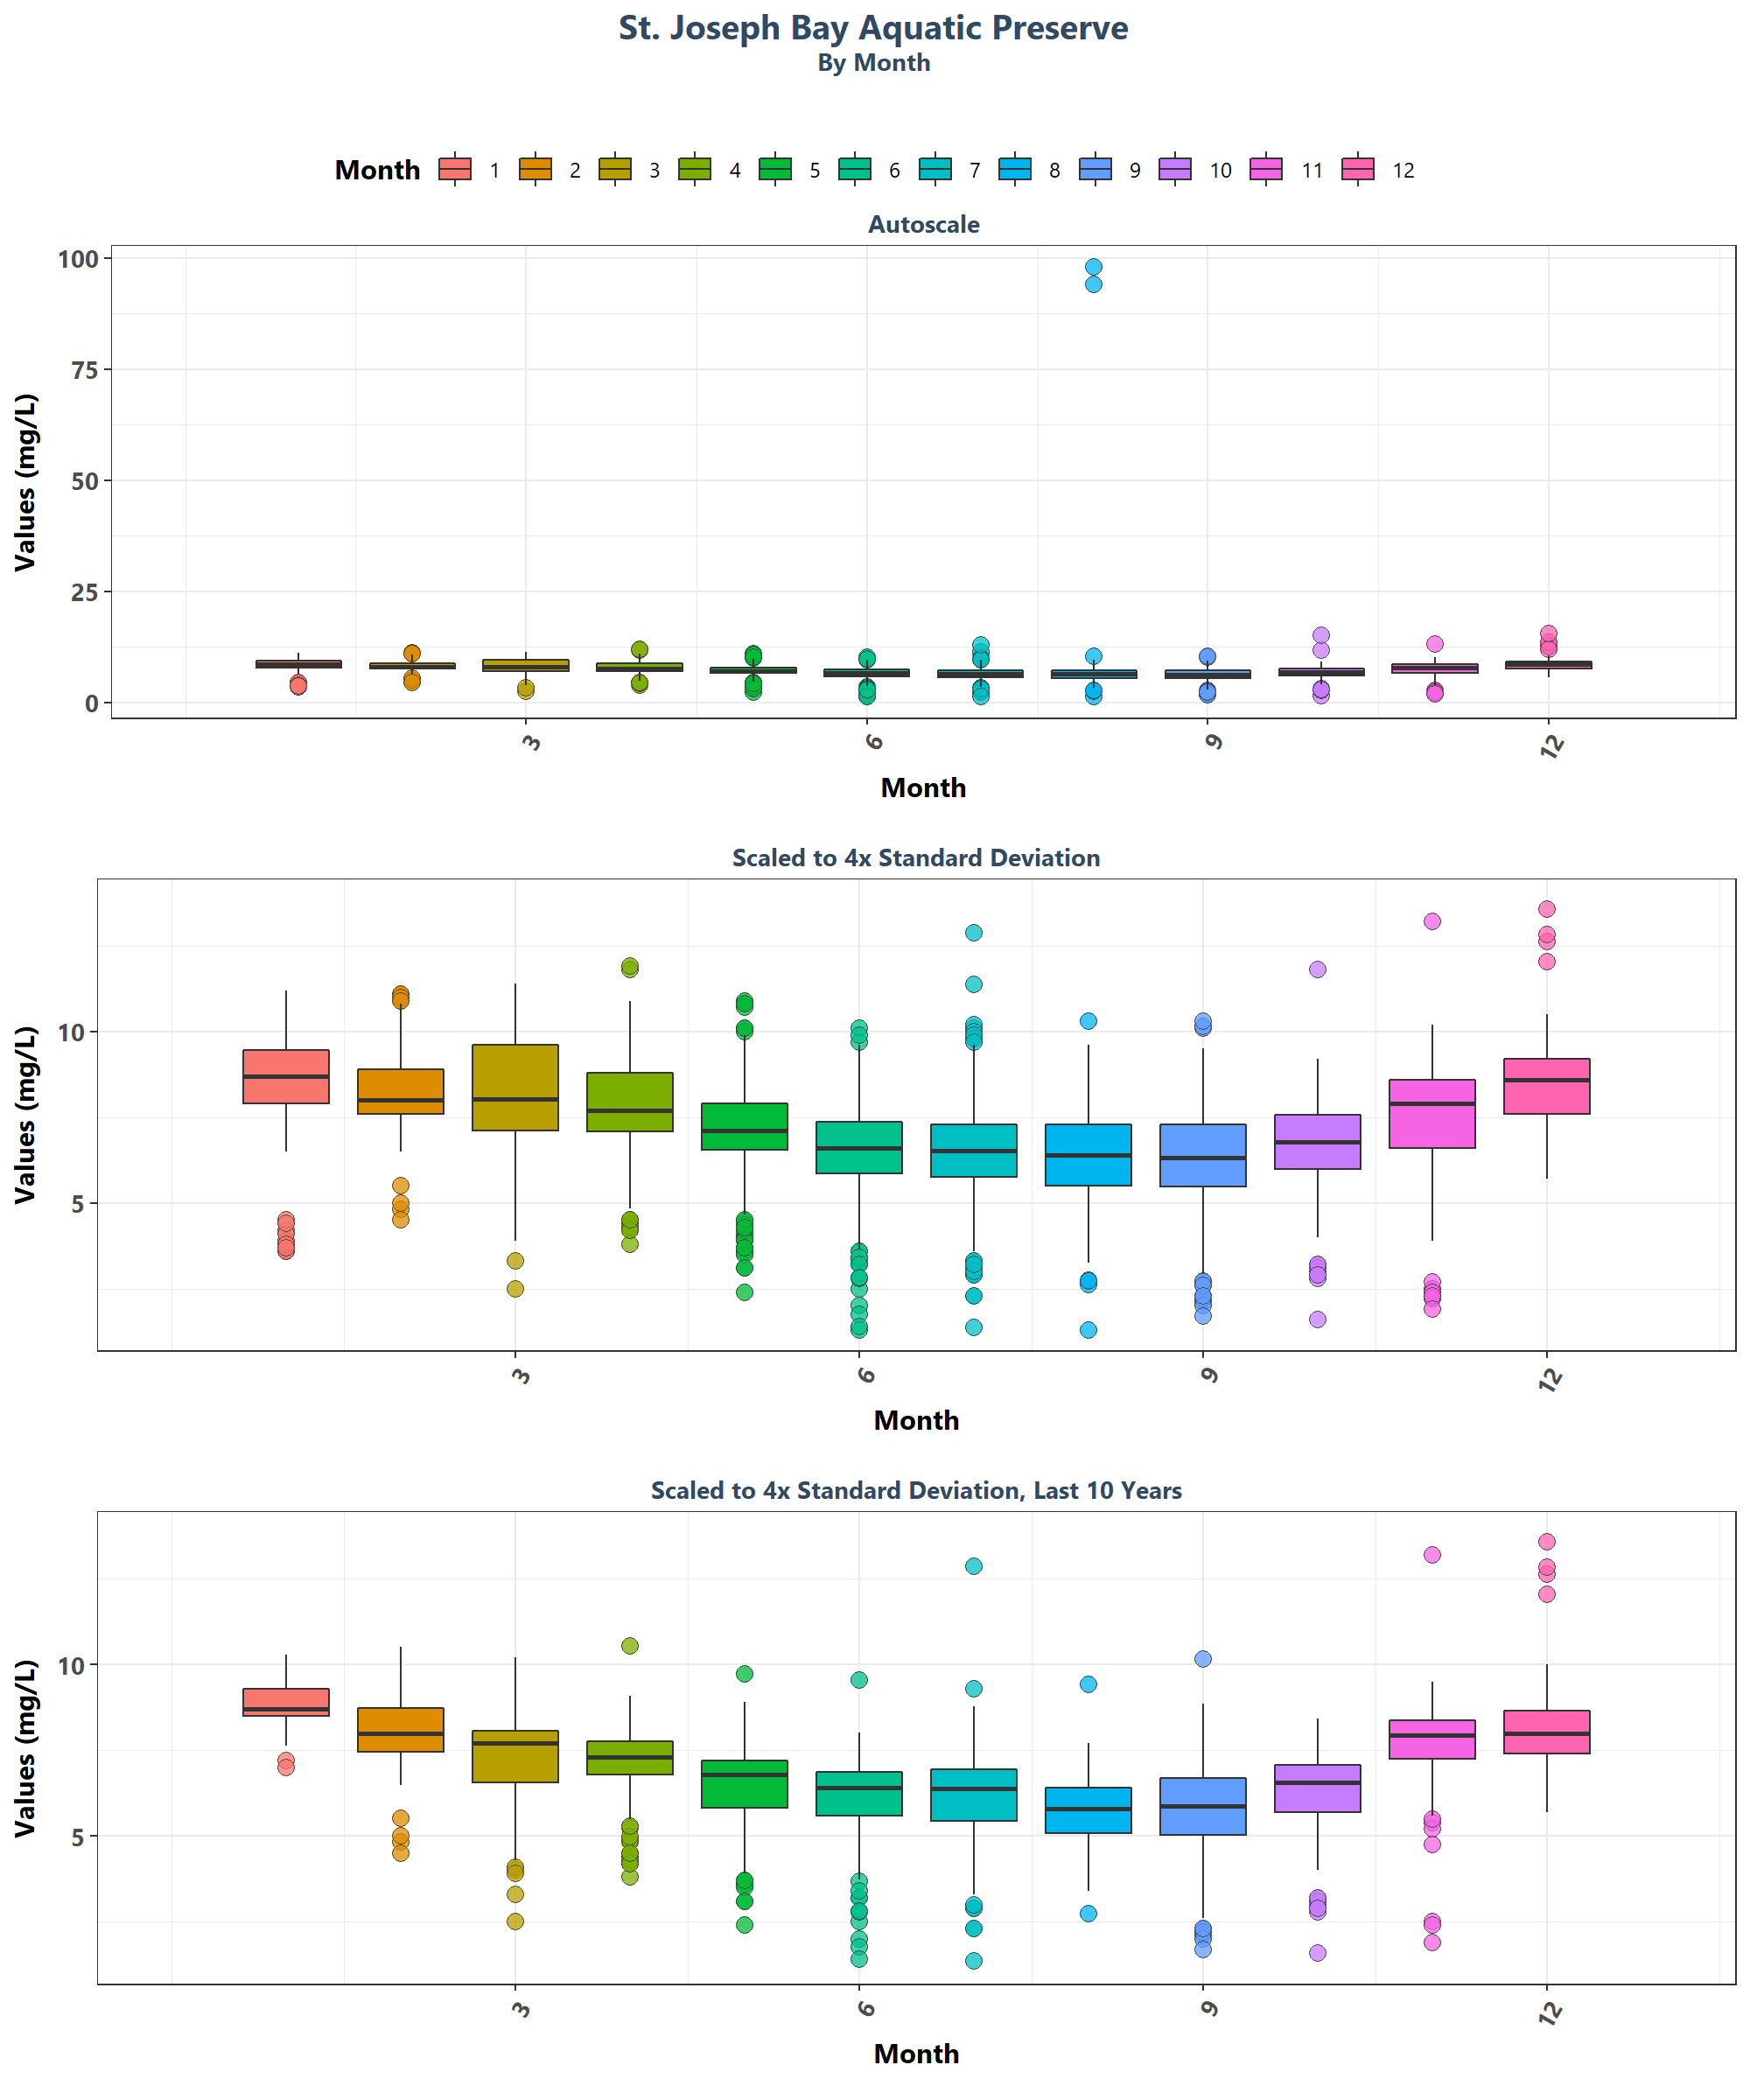 St. Joseph Bay Aquatic Preserve
By Month
Month 1 2 3 4 5 6 7 8 9 10 11 12
Autoscale
Values (mg/L)
100
75
50
25
0
3 6 9 12
Month
Scaled to 4x Standard Deviation
Values (mg/L)
10
5
3 6 9 12
Month
Scaled to 4x Standard Deviation, Last 10 Years
Values (mg/L)
10
5
3 6 9 12
Month